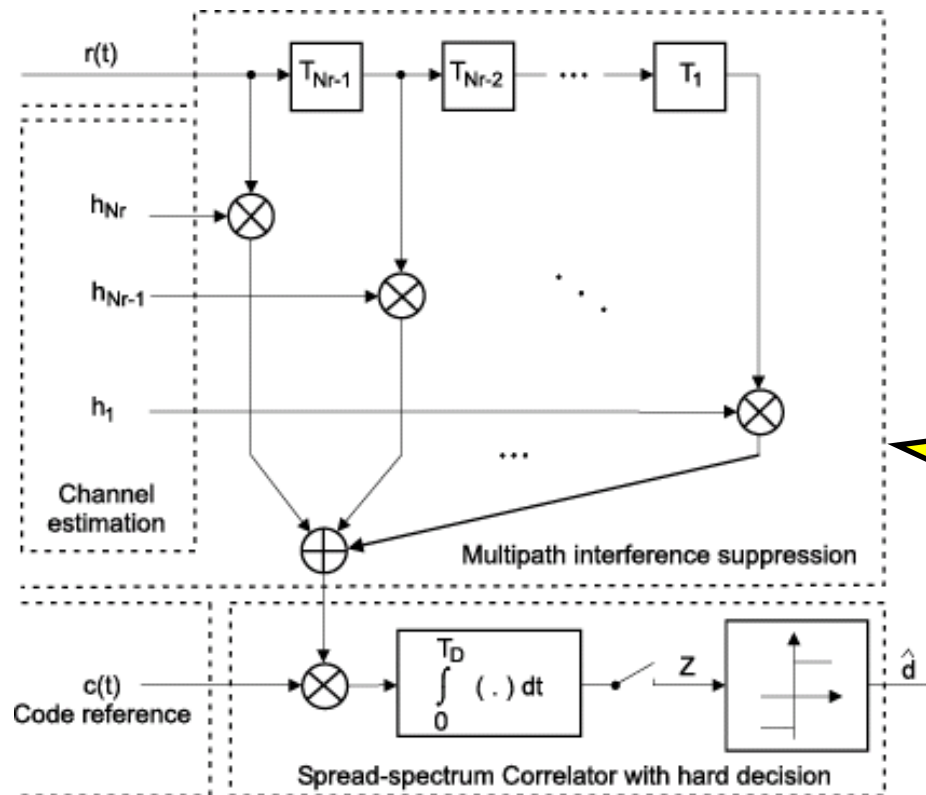 r(t)
T_{Nr-1}
T_{Nr-2}
...
T_1
h_{Nr}
h_{Nr-1}
h_1
...
Channel
estimation
Multipath interference suppression
c(t)
Code reference
T_D
∫ ( . ) dt
0
Z
d̂
Spread-spectrum Correlator with hard decision